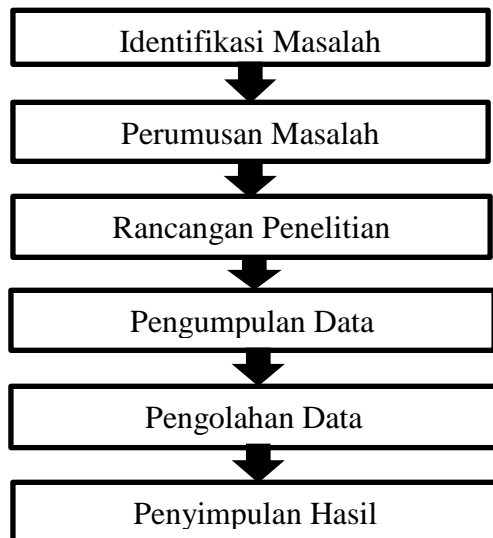 Identifikasi Masalah
Perumusan Masalah
Rancangan Penelitian
Pengumpulan Data
Pengolahan Data
Penyimpulan Hasil